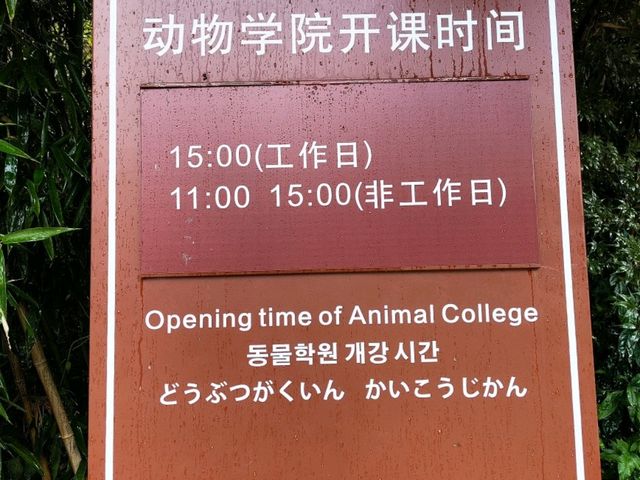 动物学院开课时间
15:00(工作日)
11:00 15:00(非工作日)
Opening time of Animal College
동물학원 개강 시간
どうぶつがくいん かいこうじかん